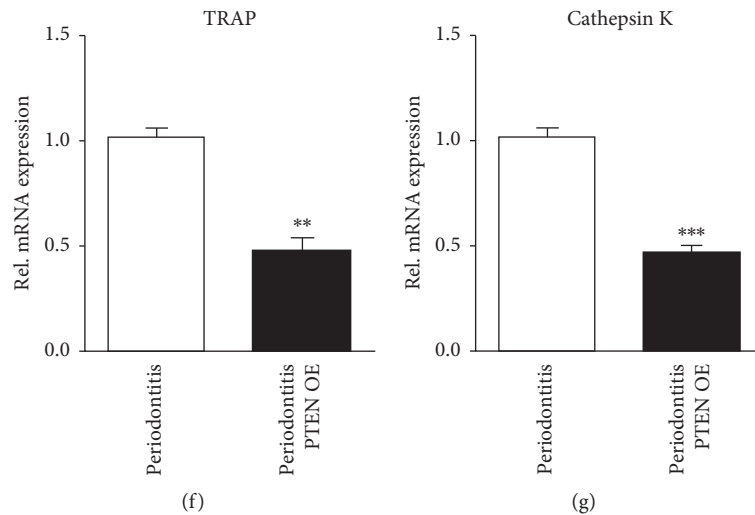 TRAP
1.5
1.0
0.5
0.0
Rel. mRNA expression
**
Periodontitis
Periodontitis
PTEN OE
(f)
Cathepsin K
1.5
1.0
0.5
0.0
Rel. mRNA expression
***
Periodontitis
Periodontitis
PTEN OE
(g)